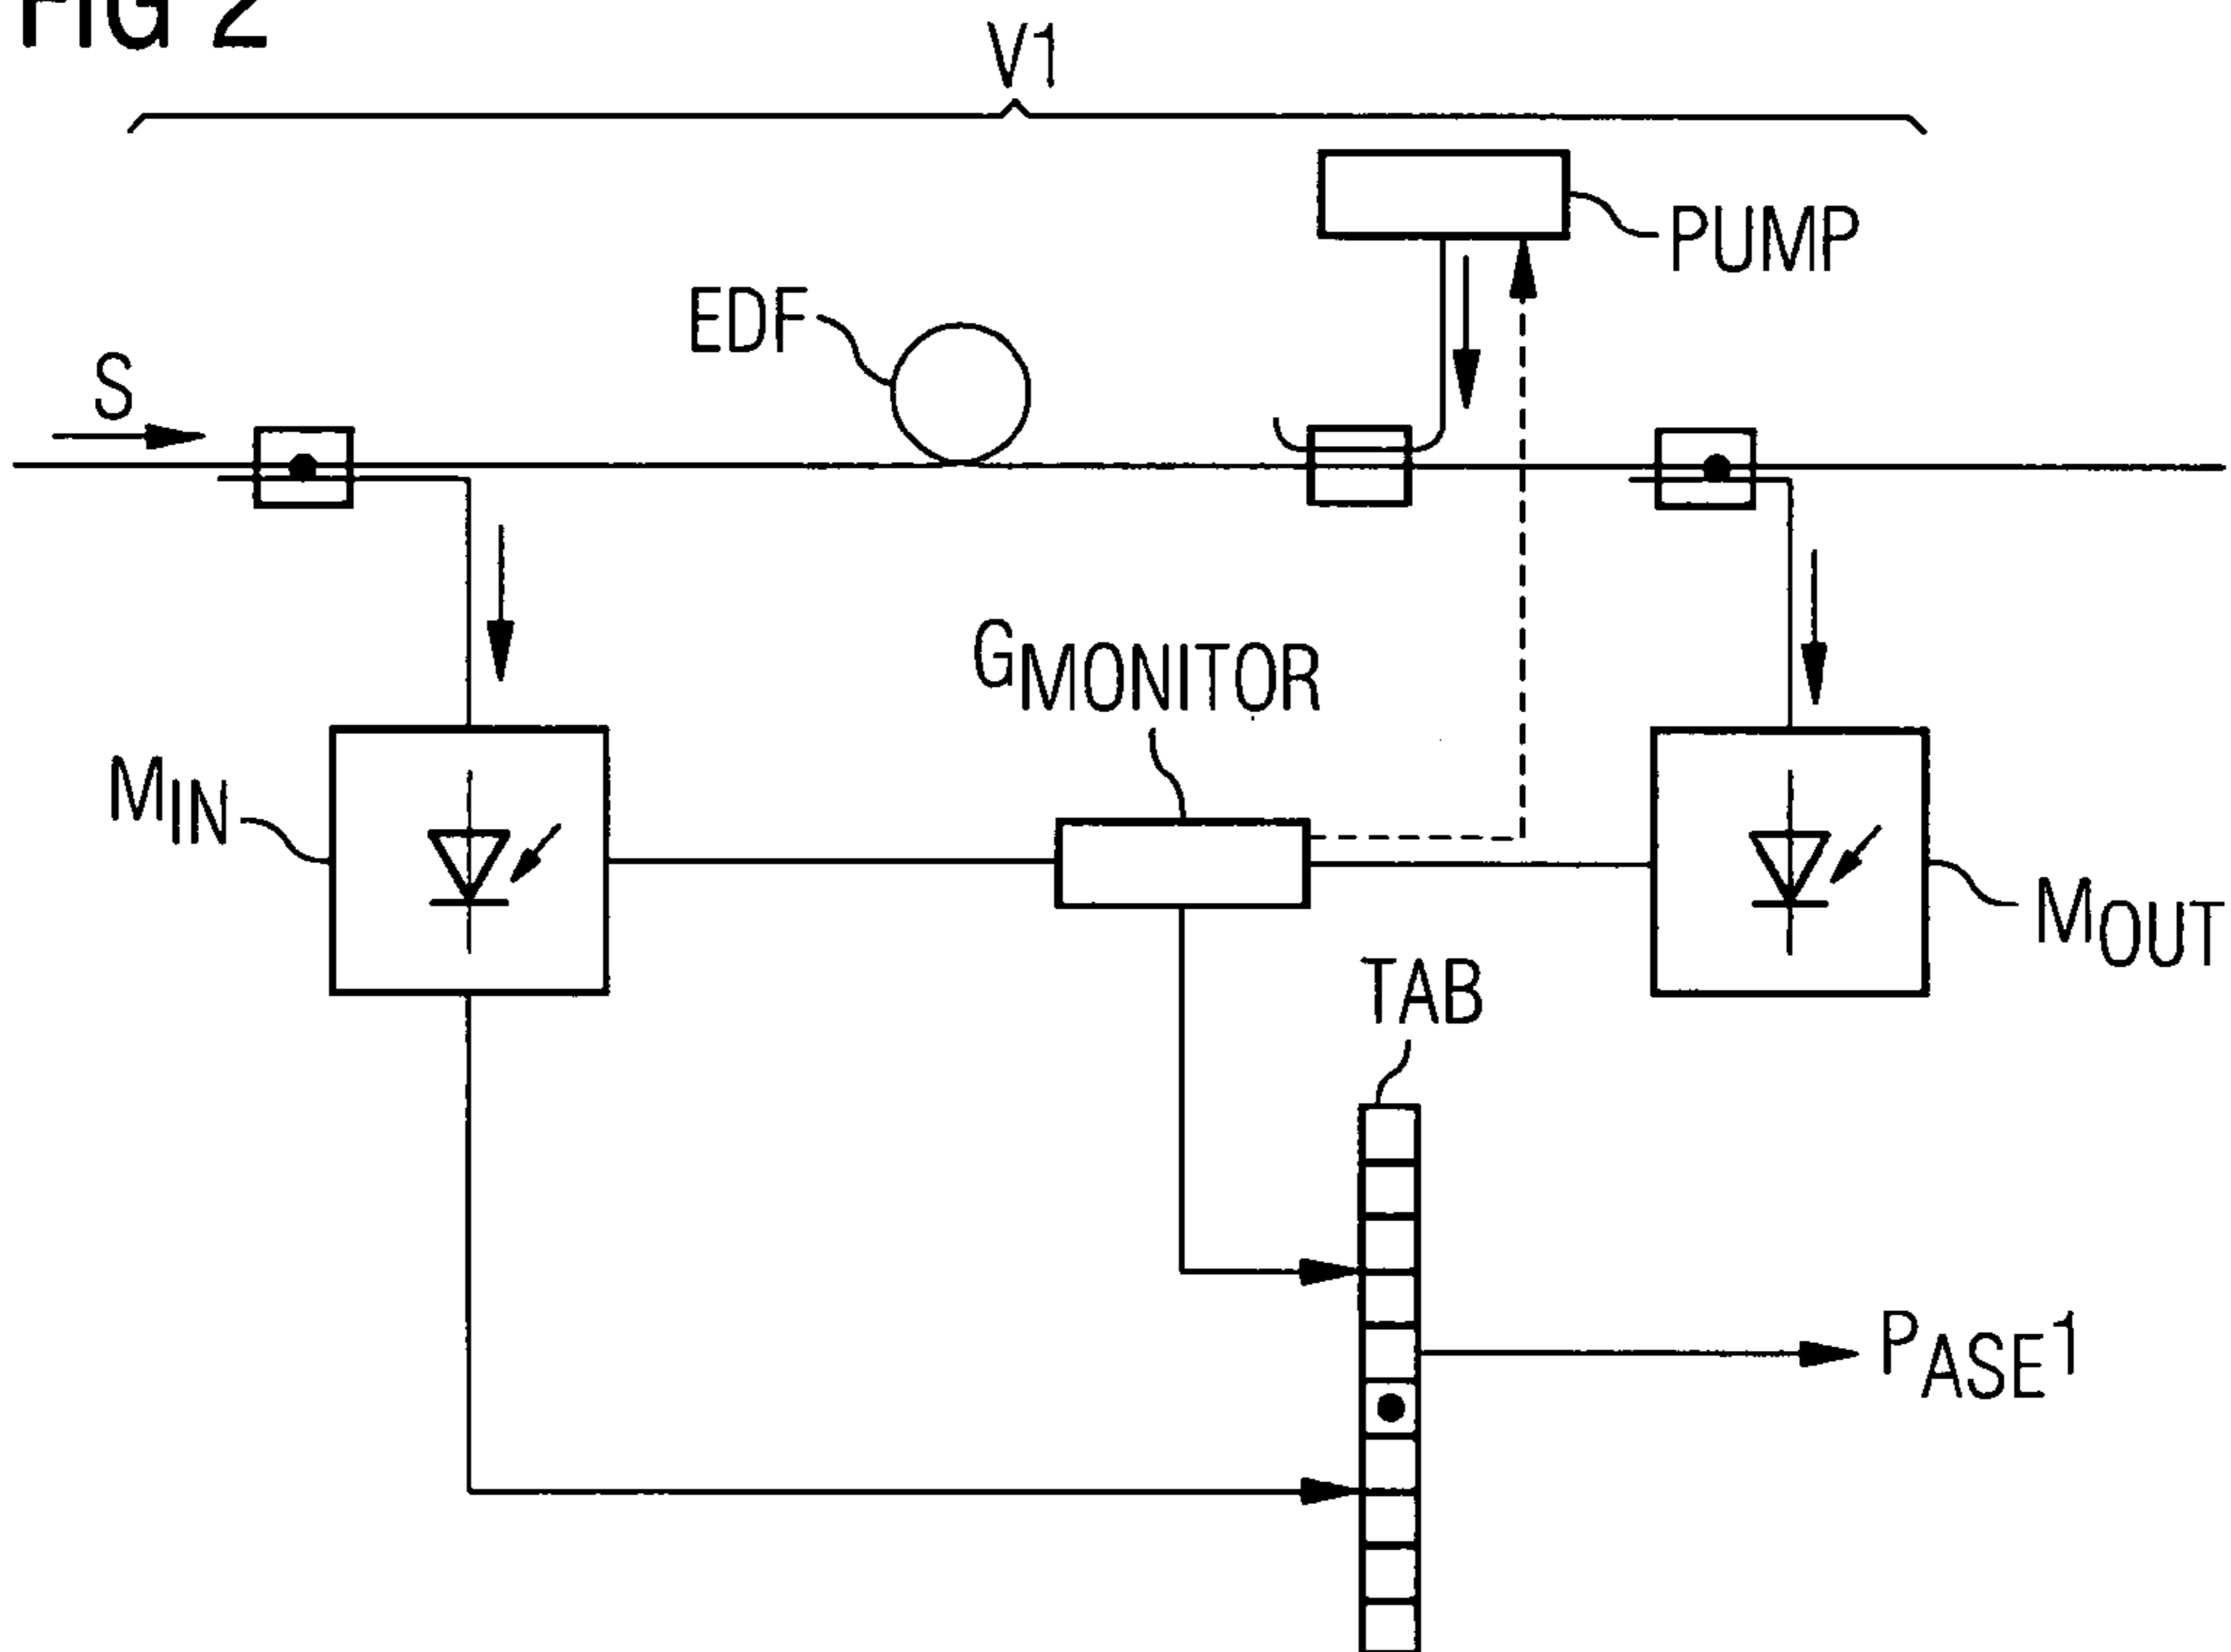 FIG 2
V1
PUMP
EDF
S
GMONITOR
MIN
MOUT
TAB
PASE1